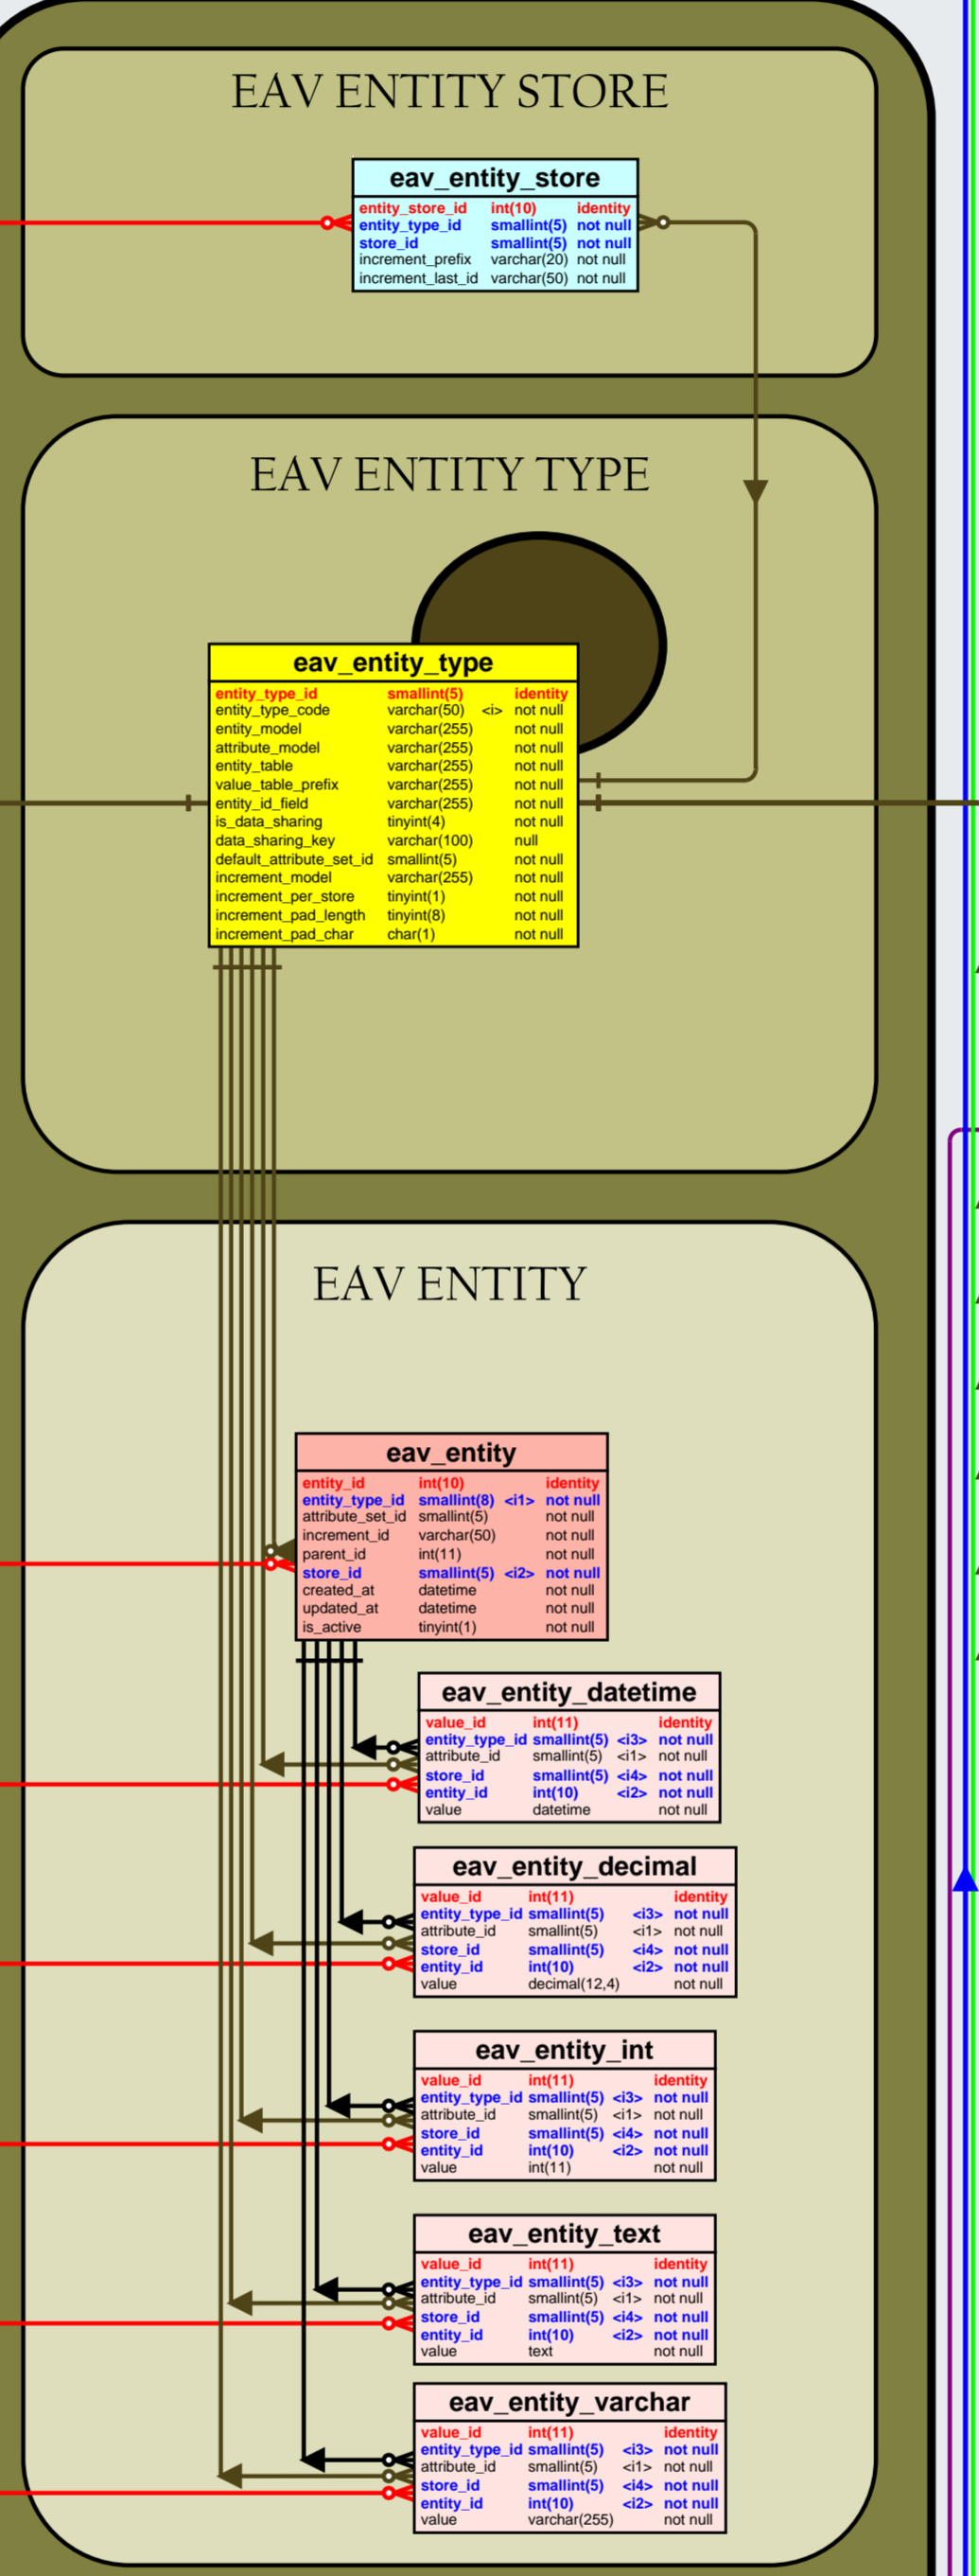 EAV ENTITY STORE
eav_entity_store
entity_store_id int(10) identity
entity_type_id smallint(5) not null
store_id smallint(5) not null
increment_prefix varchar(20) not null
increment_last_id varchar(50) not null
EAV ENTITY TYPE
eav_entity_type
entity_type_id smallint(5) identity
entity_type_code varchar(50) <i> not null
entity_model varchar(255) not null
attribute_model varchar(255) not null
entity_table varchar(255) not null
value_table_prefix varchar(255) not null
entity_id_field varchar(255) not null
is_data_sharing tinyint(4) not null
data_sharing_key varchar(100) null
default_attribute_set_id smallint(5) not null
increment_model varchar(255) not null
increment_per_store tinyint(1) not null
increment_pad_length tinyint(8) not null
increment_pad_char char(1) not null
EAV ENTITY
eav_entity
entity_id int(10) identity
entity_type_id smallint(8) <i1> not null
attribute_set_id smallint(5) not null
increment_id varchar(50) not null
parent_id int(11) not null
store_id smallint(5) <i2> not null
created_at datetime not null
updated_at datetime not null
is_active tinyint(1) not null
eav_entity_datetime
value_id int(11) identity
entity_type_id smallint(5) <i3> not null
attribute_id smallint(5) <i1> not null
store_id smallint(5) <i4> not null
entity_id int(10) <i2> not null
value datetime not null
eav_entity_decimal
value_id int(11) identity
entity_type_id smallint(5) <i3> not null
attribute_id smallint(5) <i1> not null
store_id smallint(5) <i4> not null
entity_id int(10) <i2> not null
value decimal(12,4) not null
eav_entity_int
value_id int(11) identity
entity_type_id smallint(5) <i3> not null
attribute_id smallint(5) <i1> not null
store_id smallint(5) <i4> not null
entity_id int(10) <i2> not null
value int(11) not null
eav_entity_text
value_id int(11) identity
entity_type_id smallint(5) <i3> not null
attribute_id smallint(5) <i1> not null
store_id smallint(5) <i4> not null
entity_id int(10) <i2> not null
value text not null
eav_entity_varchar
value_id int(11) identity
entity_type_id smallint(5) <i3> not null
attribute_id smallint(5) <i1> not null
store_id smallint(5) <i4> not null
entity_id int(10) <i2> not null
value varchar(255) not null